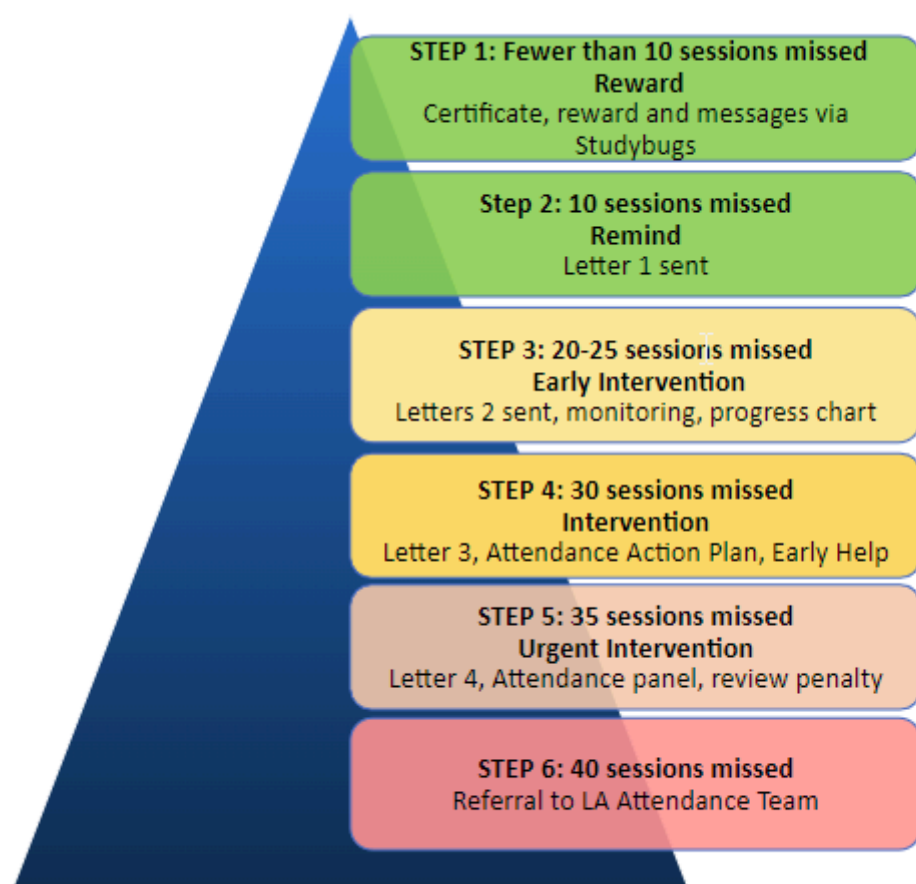 STEP 1: Fewer than 10 sessions missed
Reward
Certificate, reward and messages via
Studybugs
Step 2: 10 sessions missed
Remind
Letter 1 sent
STEP 3: 20-25 sessions missed
Early Intervention
Letters 2 sent, monitoring, progress chart
STEP 4: 30 sessions missed
Intervention
Letter 3, Attendance Action Plan, Early Help
STEP 5: 35 sessions missed
Urgent Intervention
Letter 4, Attendance panel, review penalty
STEP 6: 40 sessions missed
Referral to LA Attendance Team